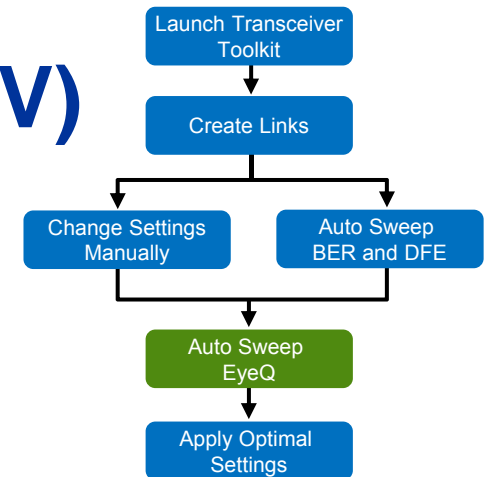 Launch Transceiver
Toolkit
V)
Create Links
Change Settings
Manually
Auto Sweep
BER and DFE
Auto Sweep
EyeQ
Apply Optimal
Settings